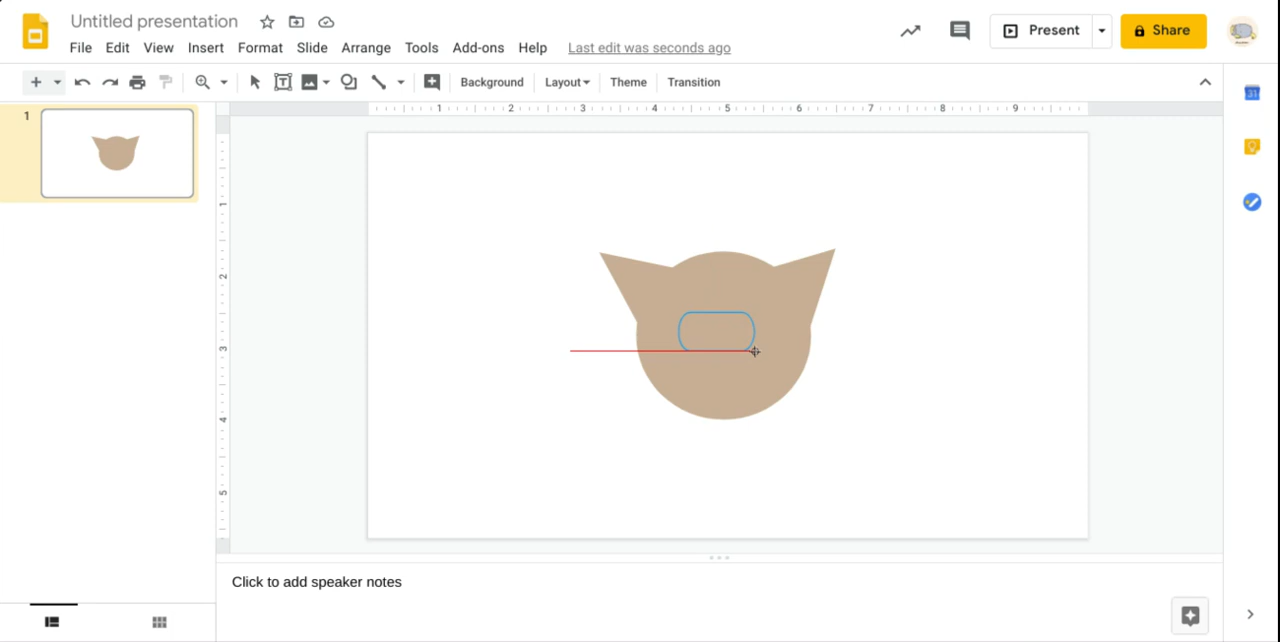 Untitled presentation
File Edit View Insert Format Slide Arrange Tools Add-ons Help Last edit was seconds ago
Present
Share
Background Layout Theme Transition
31
1 2 3 4 5 6 7 8 9
1
1
2
3
4
5
Click to add speaker notes